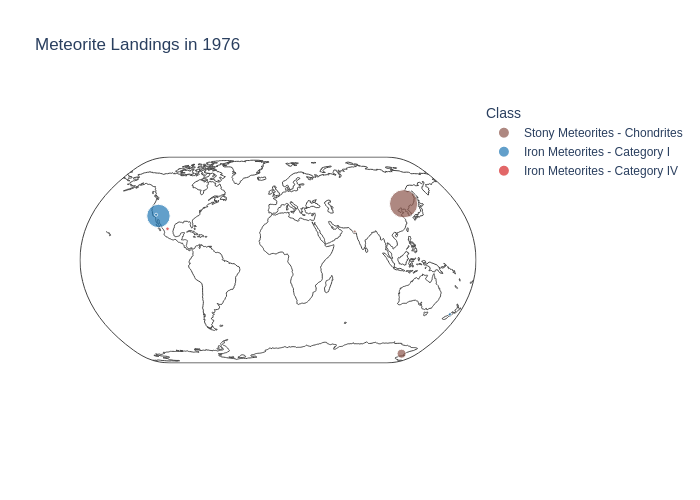 Meteorite Landings in 1976
Class
Stony Meteorites - Chondrites
Iron Meteorites - Category I
Iron Meteorites - Category IV